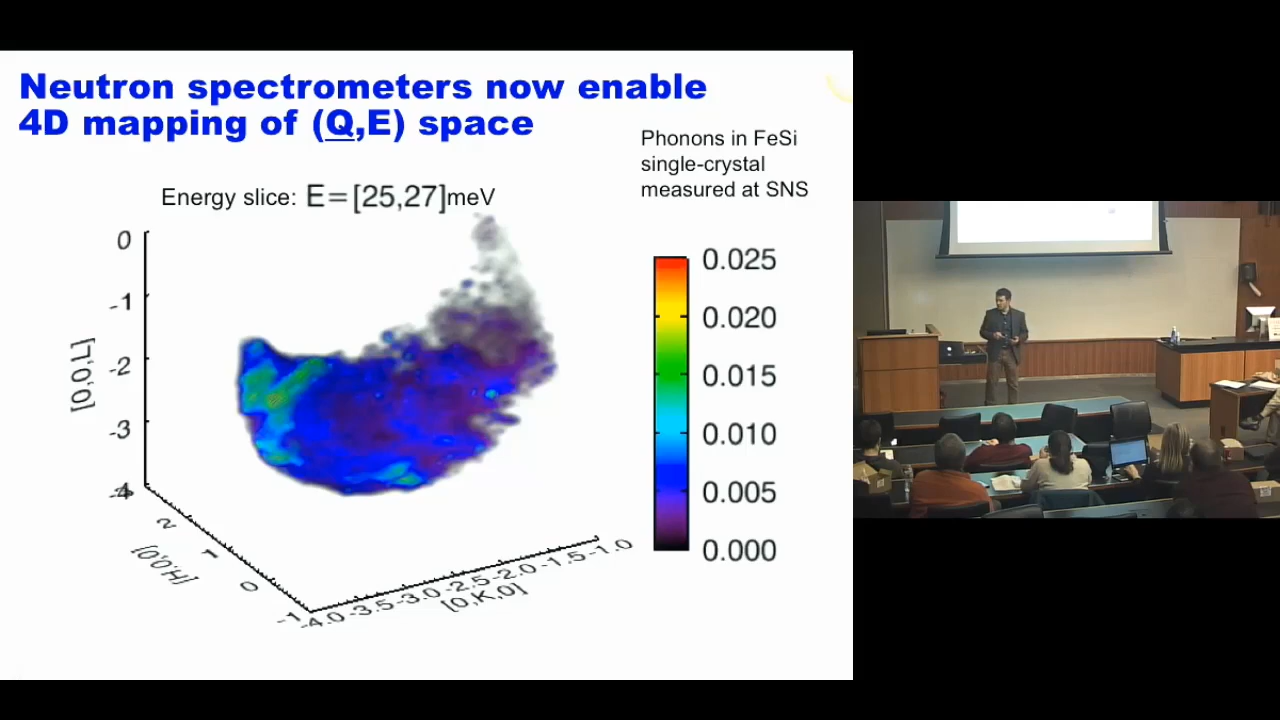 Neutron spectrometers now enable
4D mapping of (Q,E) space
Phonons in FeSi
single-crystal
measured at SNS
Energy slice: E=[25,27]meV
0
-1
-2
-3
-4
[0,0,L]
2
1
0
-1
[H,0,0]
-4.0 -3.5 -3.0 -2.5 -2.0 -1.5 -1.0
[0,K,0]
0.025
0.020
0.015
0.010
0.005
0.000